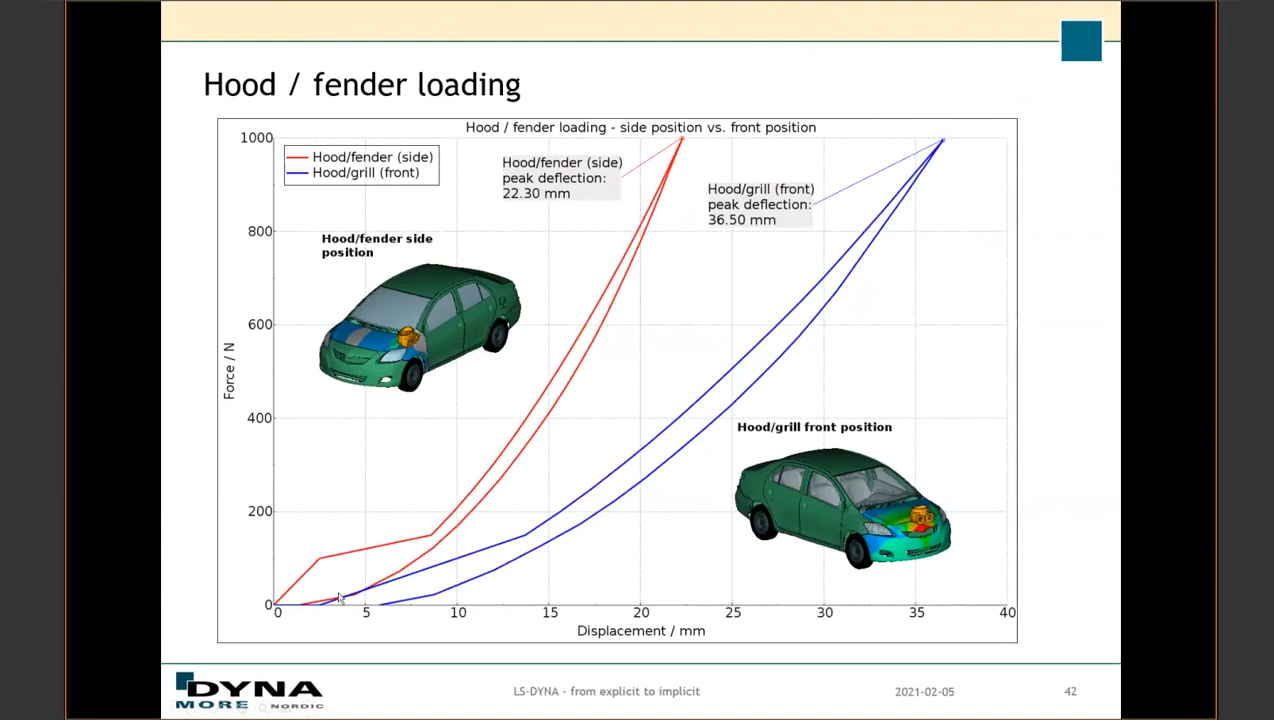 Hood / fender loading
Hood / fender loading - side position vs. front position
1000
800
600
400
200
0
Force / N
Hood/fender (side)
Hood/grill (front)
Hood/fender (side)
peak deflection:
22.30 mm
Hood/grill (front)
peak deflection:
36.50 mm
Hood/fender side
position
Hood/grill front position
0 5 10 15 20 25 30 35 40
Displacement / mm
DYNA
MORE NORDIC
LS-DYNA - from explicit to implicit
2021-02-05
42